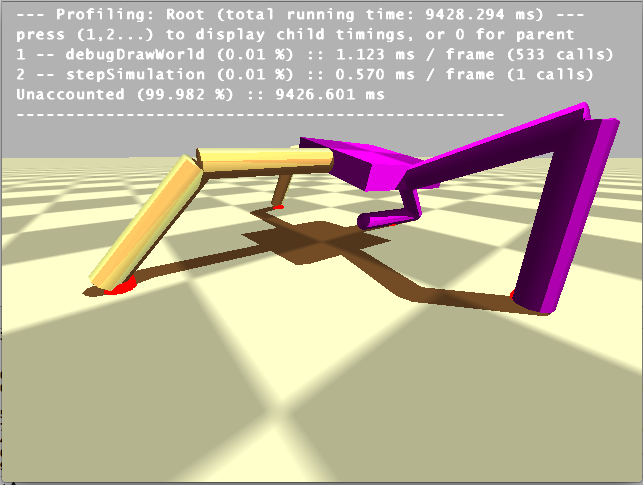 --- Profiling: Root (total running time: 9428.294 ms) ---
press (1,2...) to display child timings, or 0 for parent
1 -- debugDrawWorld (0.01 %) :: 1.123 ms / frame (533 calls)
2 -- stepSimulation (0.01 %) :: 0.570 ms / frame (1 calls)
Unaccounted (99.982 %) :: 9426.601 ms
-------------------------------------------------